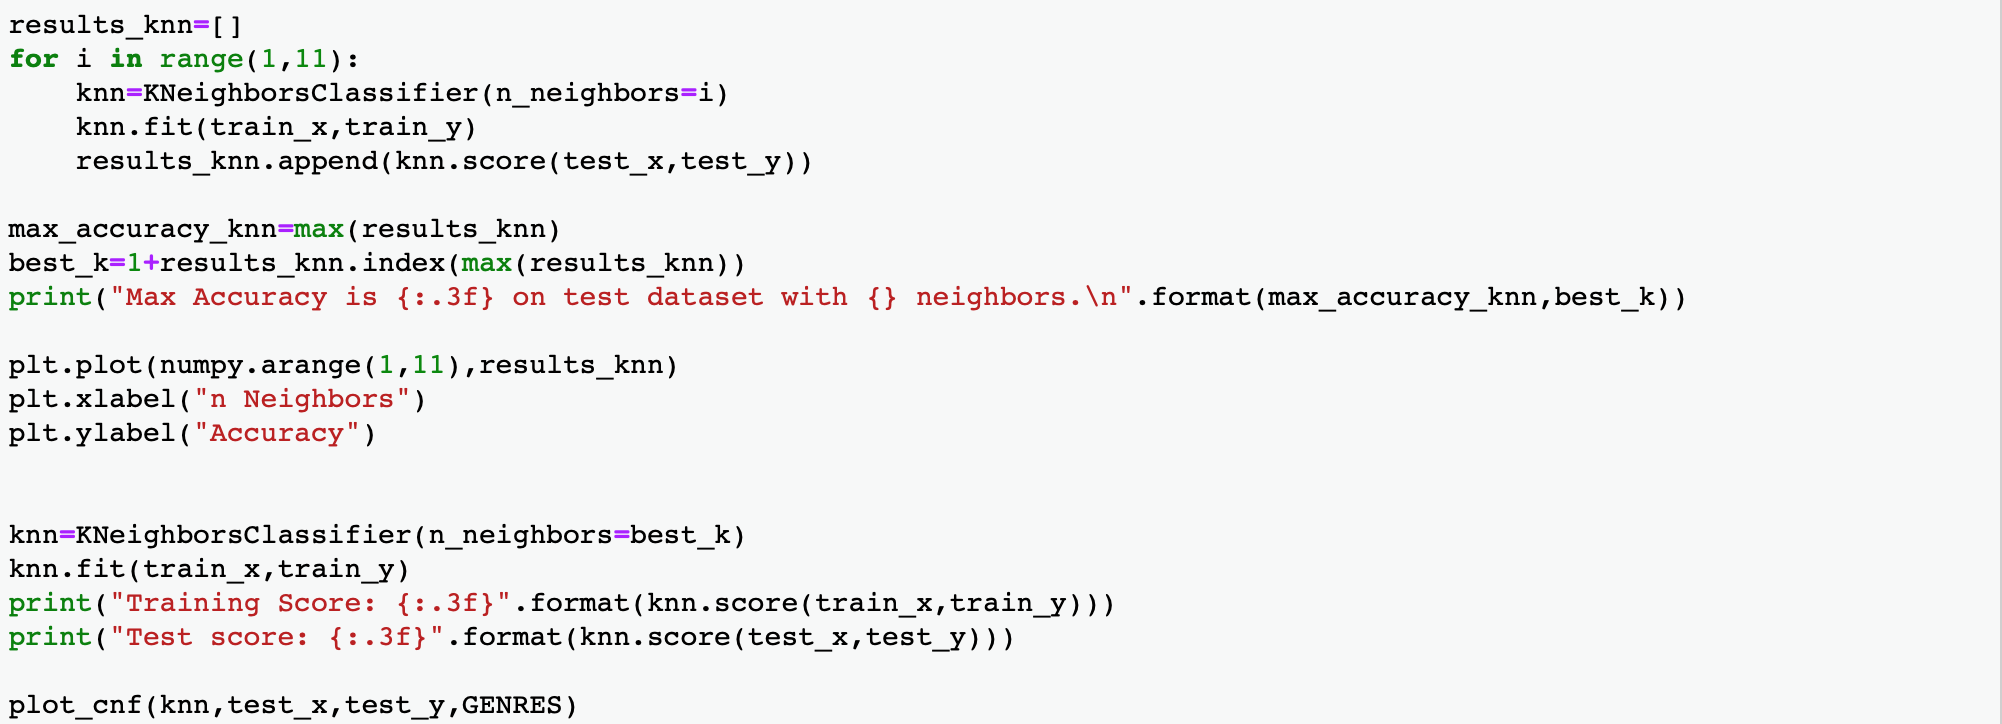 results_knn=[]
for i in range(1,11):
    knn=KNeighborsClassifier(n_neighbors=i)
    knn.fit(train_x,train_y)
    results_knn.append(knn.score(test_x,test_y))

max_accuracy_knn=max(results_knn)
best_k=1+results_knn.index(max(results_knn))
print("Max Accuracy is {:.3f} on test dataset with {} neighbors.\n".format(max_accuracy_knn,best_k))

plt.plot(numpy.arange(1,11),results_knn)
plt.xlabel("n Neighbors")
plt.ylabel("Accuracy")


knn=KNeighborsClassifier(n_neighbors=best_k)
knn.fit(train_x,train_y)
print("Training Score: {:.3f}".format(knn.score(train_x,train_y)))
print("Test score: {:.3f}".format(knn.score(test_x,test_y)))

plot_cnf(knn,test_x,test_y,GENRES)